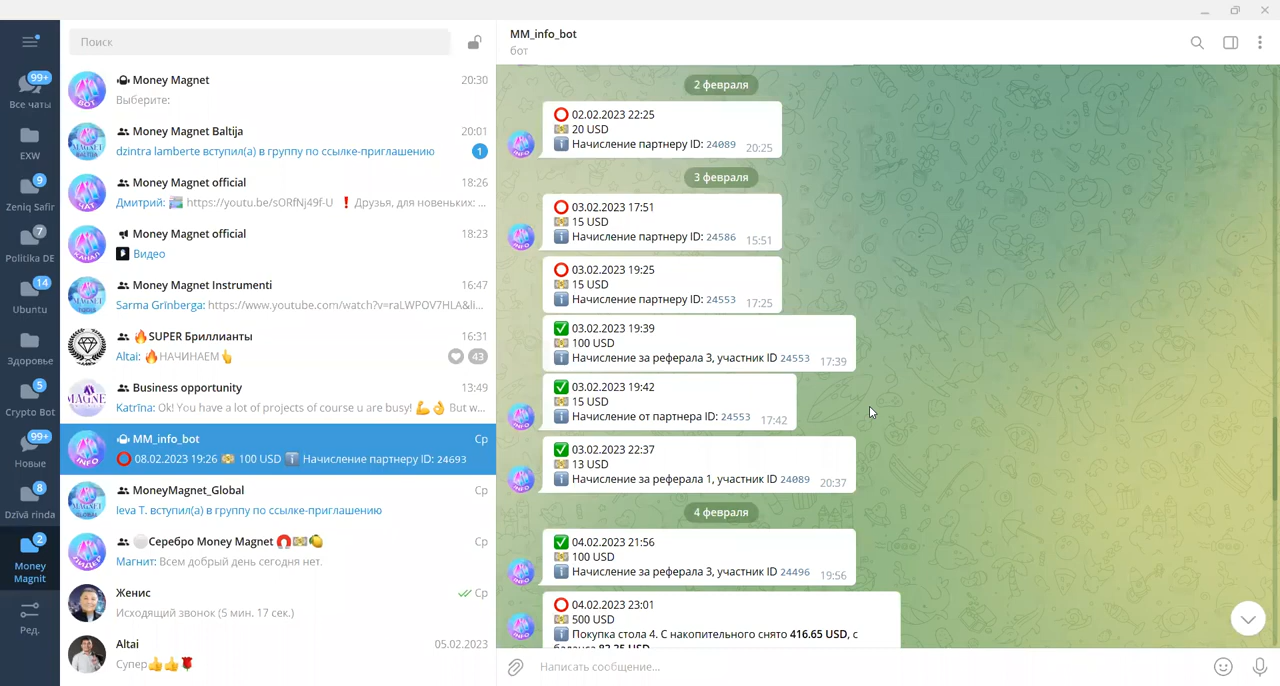 Поиск
99+
Все чаты
EXW
9
Zeniq Safir
7
Politika DE
14
Ubuntu
Здоровье
5
Crypto Bot
99+
Новые
8
Dzīvā rinda
2
Money
Magnit
Ред.
Money Magnet 20:30
Выберите:
Money Magnet Baltija 20:01
dzintra lamberte вступил(а) в группу по ссылке-приглашению 1
Money Magnet official 18:26
Дмитрий: https://youtu.be/sORfNj49f-U ❗ Друзья, для новеньких: ...
Money Magnet official 18:23
Видео
Money Magnet Instrumenti 16:47
Sarma Grīnberga: https://www.youtube.com/watch?v=raLWPOV7HLA&li...
🔥SUPER Бриллианты 16:31
Altai: 🔥НАЧИНАЕМ👆 43
Business opportunity 13:49
Katrīna: Ok! You have a lot of projects of course u are busy! 💪👌 But w...
MM_info_bot Ср
⭕ 08.02.2023 19:26 💵 100 USD ℹ️ Начисление партнеру ID: 24693
MoneyMagnet_Global Ср
Ieva T. вступил(а) в группу по ссылке-приглашению
⚪Серебро Money Magnet 🧲💵🍋 Ср
Магнит: Всем добрый день сегодня нет.
Женис Ср
Исходящий звонок (5 мин. 17 сек.)
Altai 05.02.2023
Супер👍👍🌹
MM_info_bot
бот
2 февраля
⭕ 02.02.2023 22:25
💵 20 USD
ℹ️ Начисление партнеру ID: 24089 20:25
3 февраля
⭕ 03.02.2023 17:51
💵 15 USD
ℹ️ Начисление партнеру ID: 24586 15:51
⭕ 03.02.2023 19:25
💵 15 USD
ℹ️ Начисление партнеру ID: 24553 17:25
✅ 03.02.2023 19:39
💵 100 USD
ℹ️ Начисление за реферала 3, участник ID 24553 17:39
✅ 03.02.2023 19:42
💵 15 USD
ℹ️ Начисление от партнера ID: 24553 17:42
✅ 03.02.2023 22:37
💵 13 USD
ℹ️ Начисление за реферала 1, участник ID 24089 20:37
4 февраля
✅ 04.02.2023 21:56
💵 100 USD
ℹ️ Начисление за реферала 3, участник ID 24496 19:56
⭕ 04.02.2023 23:01
💵 500 USD
ℹ️ Покупка стола 4. С накопительного снято 416.65 USD, с
Написать сообщение...